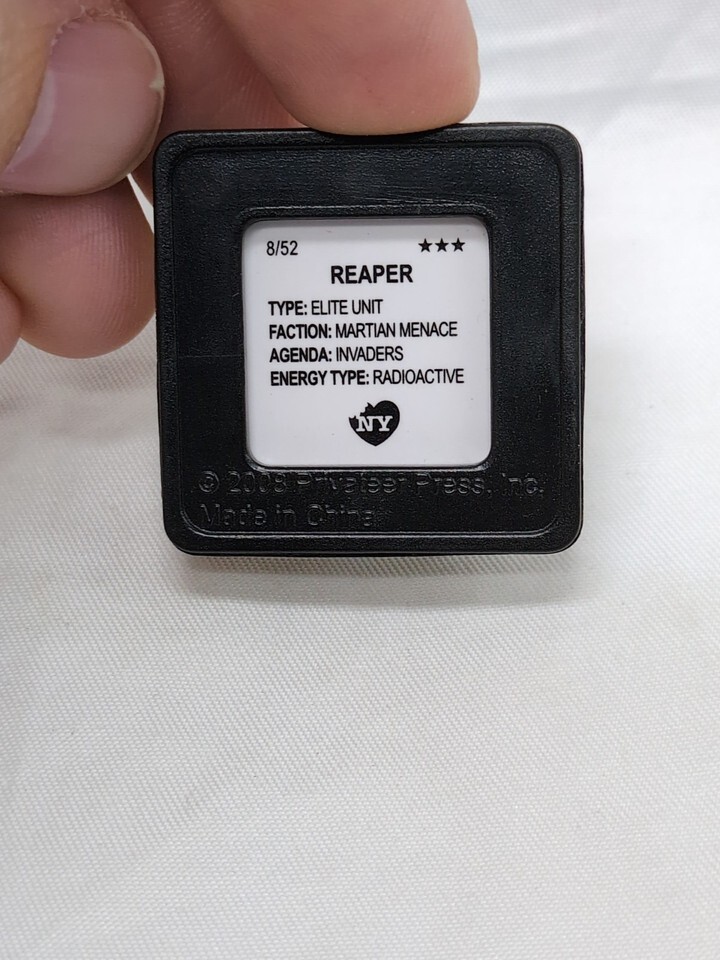 8/52 ★★★
REAPER
TYPE: ELITE UNIT
FACTION: MARTIAN MENACE
AGENDA: INVADERS
ENERGY TYPE: RADIOACTIVE
NY
© 2008 Privateer Press, Inc.
Made in China